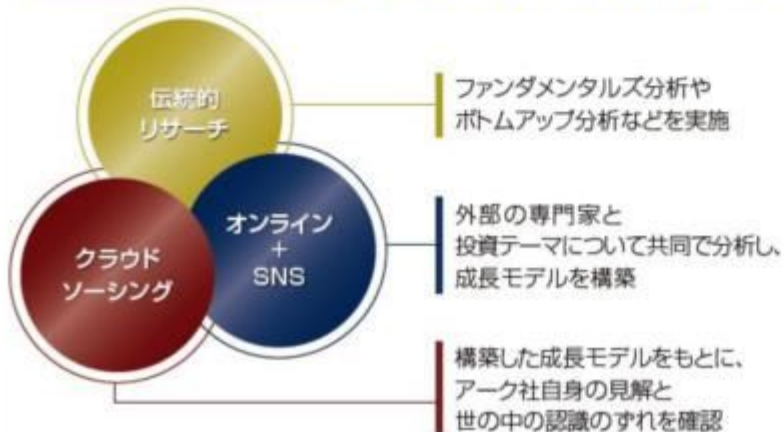 伝統的
リサーチ
ファンダメンタルズ分析や
ボトムアップ分析などを実施
オンライン
+
SNS
外部の専門家と
投資テーマについて共同で分析し、
成長モデルを構築
クラウド
ソーシング
構築した成長モデルをもとに、
アーク社自身の見解と
世の中の認識のずれを確認